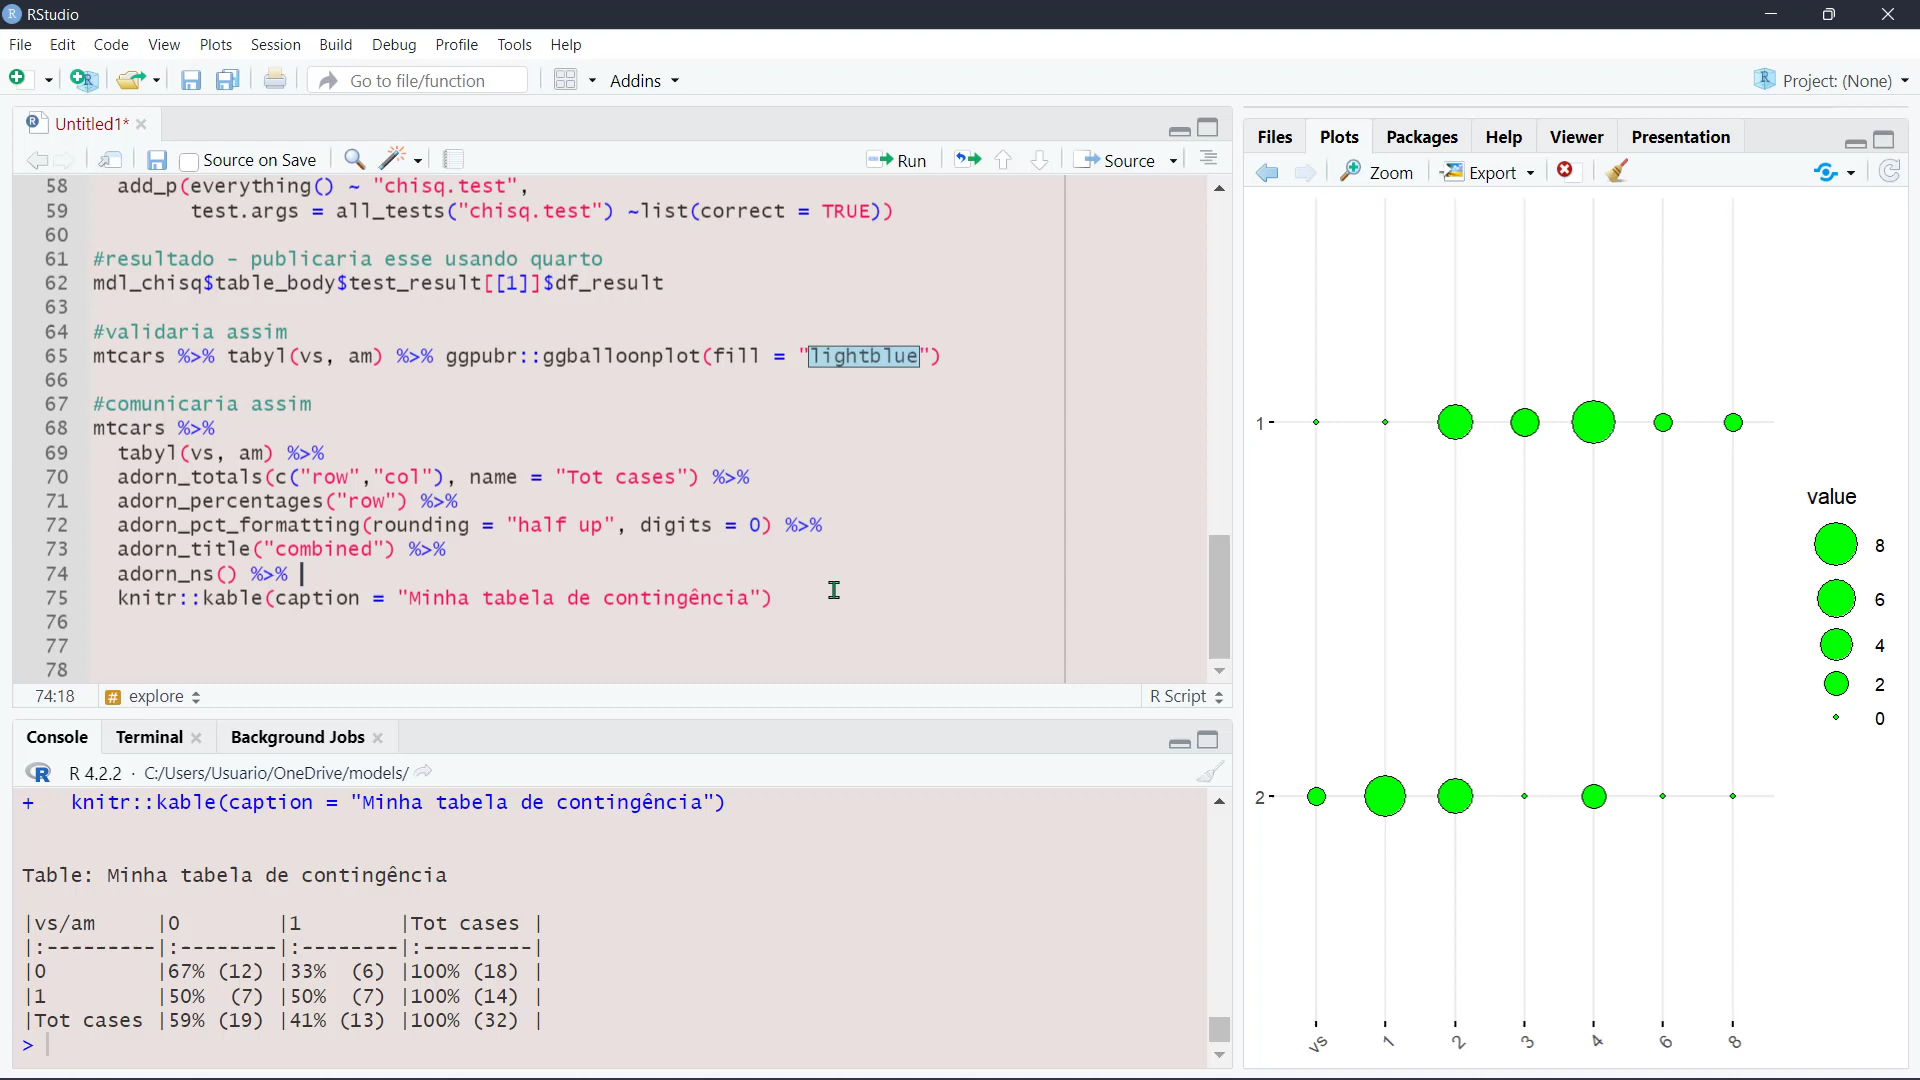 RStudio
File Edit Code View Plots Session Build Debug Profile Tools Help
Go to file/function Addins Project: (None)
Untitled1*
Source on Save Run Source
58 add_p(everything() ~ "chisq.test",
59 test.args = all_tests("chisq.test") ~list(correct = TRUE))
60
61 #resultado - publicaria esse usando quarto
62 mdl_chisq$table_body$test_result[[1]]$df_result
63
64 #validaria assim
65 mtcars %>% tabyl(vs, am) %>% ggpubr::ggballoonplot(fill = "lightblue")
66
67 #comunicaria assim
68 mtcars %>%
69 tabyl(vs, am) %>%
70 adorn_totals(c("row","col"), name = "Tot cases") %>%
71 adorn_percentages("row") %>%
72 adorn_pct_formatting(rounding = "half up", digits = 0) %>%
73 adorn_title("combined") %>%
74 adorn_ns() %>%
75 knitr::kable(caption = "Minha tabela de contingência")
76
77
78
74:18 # explore R Script
Console Terminal Background Jobs
R 4.2.2 · C:/Users/Usuario/OneDrive/models/
+ knitr::kable(caption = "Minha tabela de contingência")
Table: Minha tabela de contingência
|vs/am |0 |1 |Tot cases |
|:---------|:--------|:--------|:---------|
|0 |67% (12) |33% (6) |100% (18) |
|1 |50% (7) |50% (7) |100% (14) |
|Tot cases |59% (19) |41% (13) |100% (32) |
>
Files Plots Packages Help Viewer Presentation
Zoom Export
1
2
vs 1 2 3 4 6 8
value
8
6
4
2
0